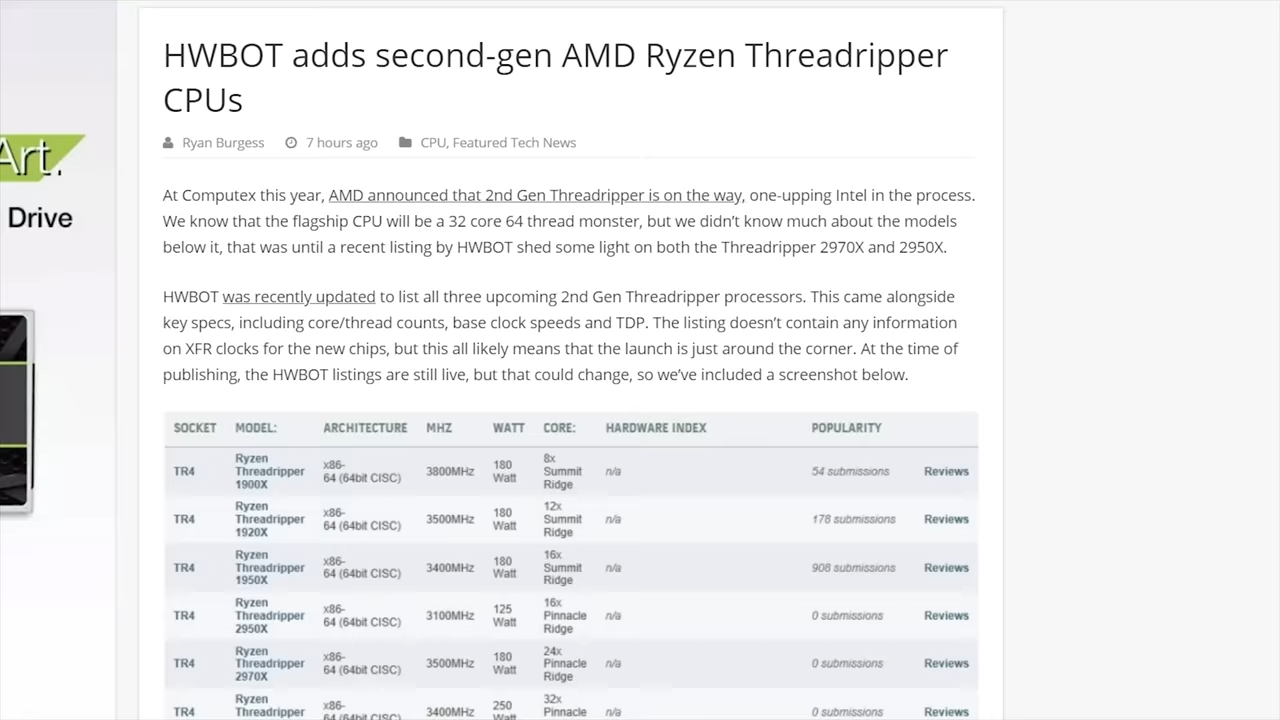 HWBOT adds second-gen AMD Ryzen Threadripper
CPUs
Ryan Burgess 7 hours ago CPU, Featured Tech News
Art.
Drive
At Computex this year, AMD announced that 2nd Gen Threadripper is on the way, one-upping Intel in the process.
We know that the flagship CPU will be a 32 core 64 thread monster, but we didn’t know much about the models
below it, that was until a recent listing by HWBOT shed some light on both the Threadripper 2970X and 2950X.
HWBOT was recently updated to list all three upcoming 2nd Gen Threadripper processors. This came alongside
key specs, including core/thread counts, base clock speeds and TDP. The listing doesn’t contain any information
on XFR clocks for the new chips, but this all likely means that the launch is just around the corner. At the time of
publishing, the HWBOT listings are still live, but that could change, so we’ve included a screenshot below.
SOCKET MODEL: ARCHITECTURE MHZ WATT CORE: HARDWARE INDEX POPULARITY
TR4 Ryzen Threadripper 1900X x86-64 (64bit CISC) 3800MHz 180 Watt 8x Summit Ridge n/a 54 submissions Reviews
TR4 Ryzen Threadripper 1920X x86-64 (64bit CISC) 3500MHz 180 Watt 12x Summit Ridge n/a 178 submissions Reviews
TR4 Ryzen Threadripper 1950X x86-64 (64bit CISC) 3400MHz 180 Watt 16x Summit Ridge n/a 908 submissions Reviews
TR4 Ryzen Threadripper 2950X x86-64 (64bit CISC) 3100MHz 125 Watt 16x Pinnacle Ridge n/a 0 submissions Reviews
TR4 Ryzen Threadripper 2970X x86-64 (64bit CISC) 3500MHz 180 Watt 24x Pinnacle Ridge n/a 0 submissions Reviews
TR4 Ryzen Threadripper x86-64 (64bit CISC) 3400MHz 250 Watt 32x Pinnacle n/a 0 submissions Reviews